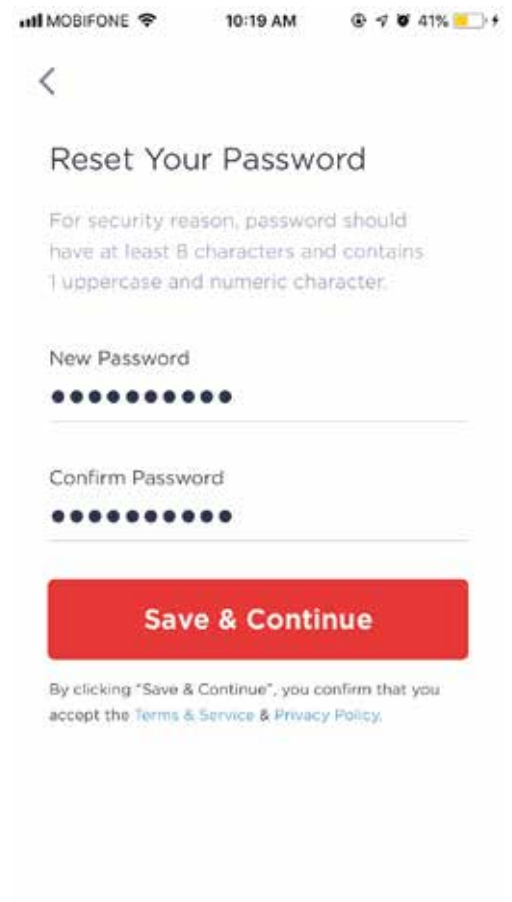 MOBIFONE 10:19 AM 41%
Reset Your Password
For security reason, password should
have at least 8 characters and contains
1 uppercase and numeric character.
New Password
●●●●●●●●●●
Confirm Password
●●●●●●●●●●
Save & Continue
By clicking "Save & Continue", you confirm that you
accept the Terms & Service & Privacy Policy.